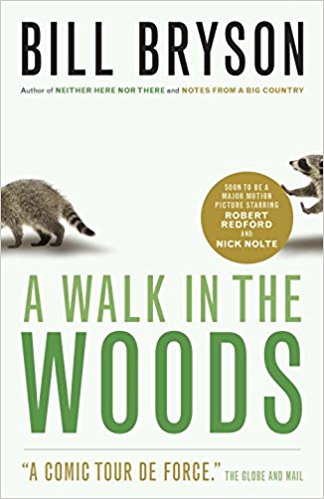 BILL BRYSON
Author of NEITHER HERE NOR THERE and NOTES FROM A BIG COUNTRY
SOON TO BE A
MAJOR MOTION
PICTURE STARRING
ROBERT
REDFORD
AND
NICK NOLTE
A WALK IN THE
WOODS
“A COMIC TOUR DE FORCE.” THE GLOBE AND MAIL